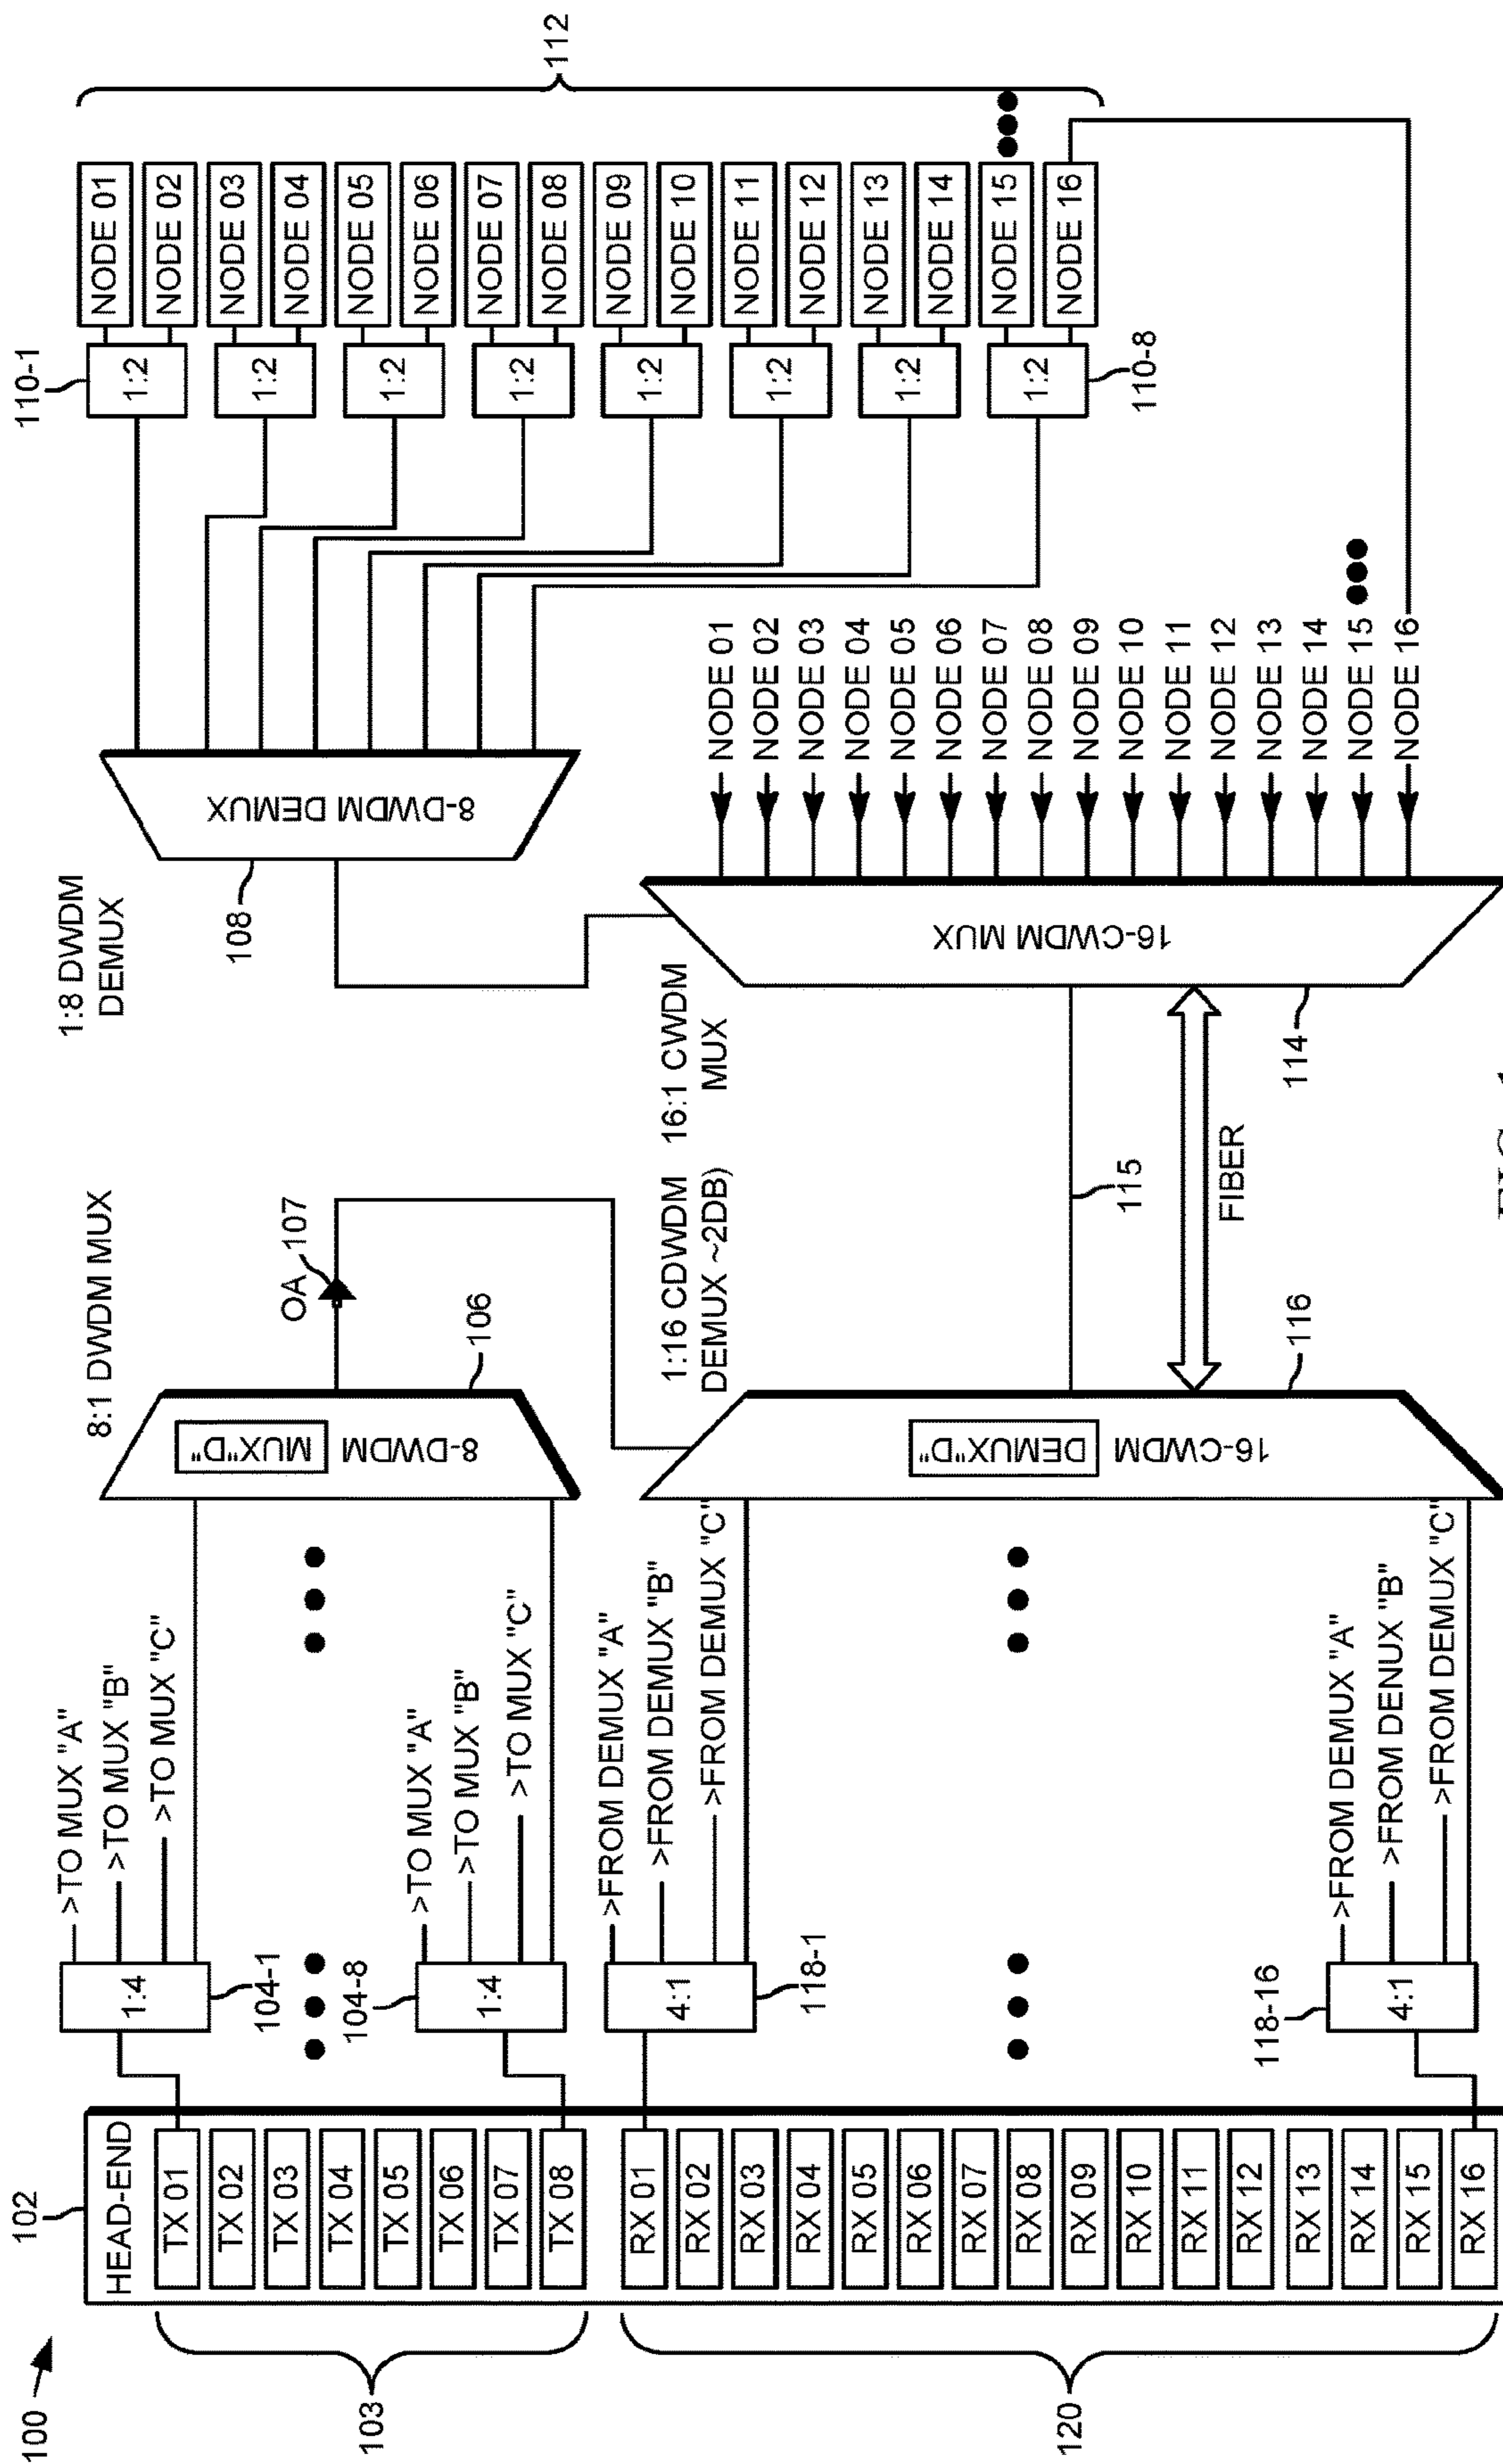 100
102
HEAD-END
TX 01
TX 02
TX 03
TX 04
TX 05
TX 06
TX 07
TX 08
103
RX 01
RX 02
RX 03
RX 04
RX 05
RX 06
RX 07
RX 08
RX 09
RX 10
RX 11
RX 12
RX 13
RX 14
RX 15
RX 16
120
1:4
104-1
>TO MUX "A"
>TO MUX "B"
>TO MUX "C"
1:4
104-8
>TO MUX "A"
>TO MUX "B"
>TO MUX "C"
4:1
118-1
>FROM DEMUX "A"
>FROM DEMUX "B"
>FROM DEMUX "C"
4:1
118-16
>FROM DEMUX "A"
>FROM DENUX "B"
>FROM DEMUX "C"
8:1 DWDM MUX
8-DWDM
MUX"D"
106
OA
107
1:16 CDWDM
DEMUX ~2DB)
16-CWDM
DEMUX"D"
116
115
FIBER
16:1 CWDM
MUX
16-CWDM MUX
114
1:8 DWDM
DEMUX
108
8-DWDM DEMUX
NODE 01
NODE 02
NODE 03
NODE 04
NODE 05
NODE 06
NODE 07
NODE 08
NODE 09
NODE 10
NODE 11
NODE 12
NODE 13
NODE 14
NODE 15
NODE 16
110-1
1:2
1:2
1:2
1:2
1:2
1:2
1:2
1:2
110-8
NODE 01
NODE 02
NODE 03
NODE 04
NODE 05
NODE 06
NODE 07
NODE 08
NODE 09
NODE 10
NODE 11
NODE 12
NODE 13
NODE 14
NODE 15
NODE 16
112